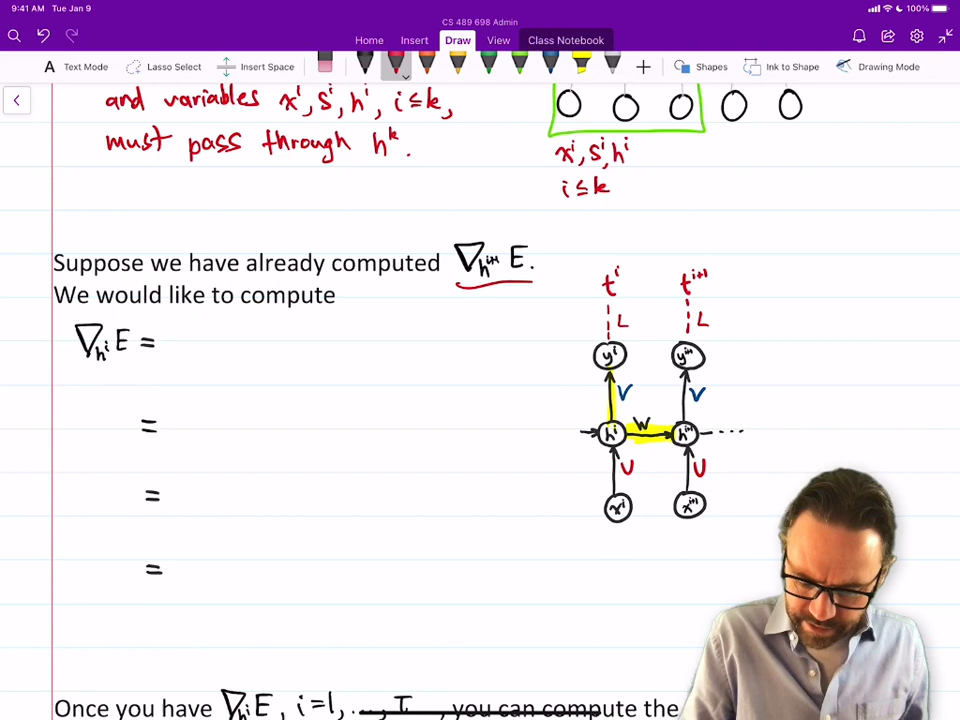 9:41 AM Tue Jan 9
100%
CS 489 698 Admin
Home Insert Draw View Class Notebook
Text Mode Lasso Select Insert Space Shapes Ink to Shape Drawing Mode
and variables xⁱ, sⁱ, hⁱ, i ≤ k,
must pass through hᵏ.
xⁱ, sⁱ, hⁱ
i ≤ k
Suppose we have already computed ∇_{hⁱ⁺¹} E.
We would like to compute
∇_{hⁱ} E =
=
=
=
tⁱ tⁱ⁺¹
L L
yⁱ yⁱ⁺¹
V V
hⁱ W hⁱ⁺¹ ....
U U
xⁱ xⁱ⁺¹
Once you have ∇_{hⁱ} E, i=1, ..., τ, you can compute the